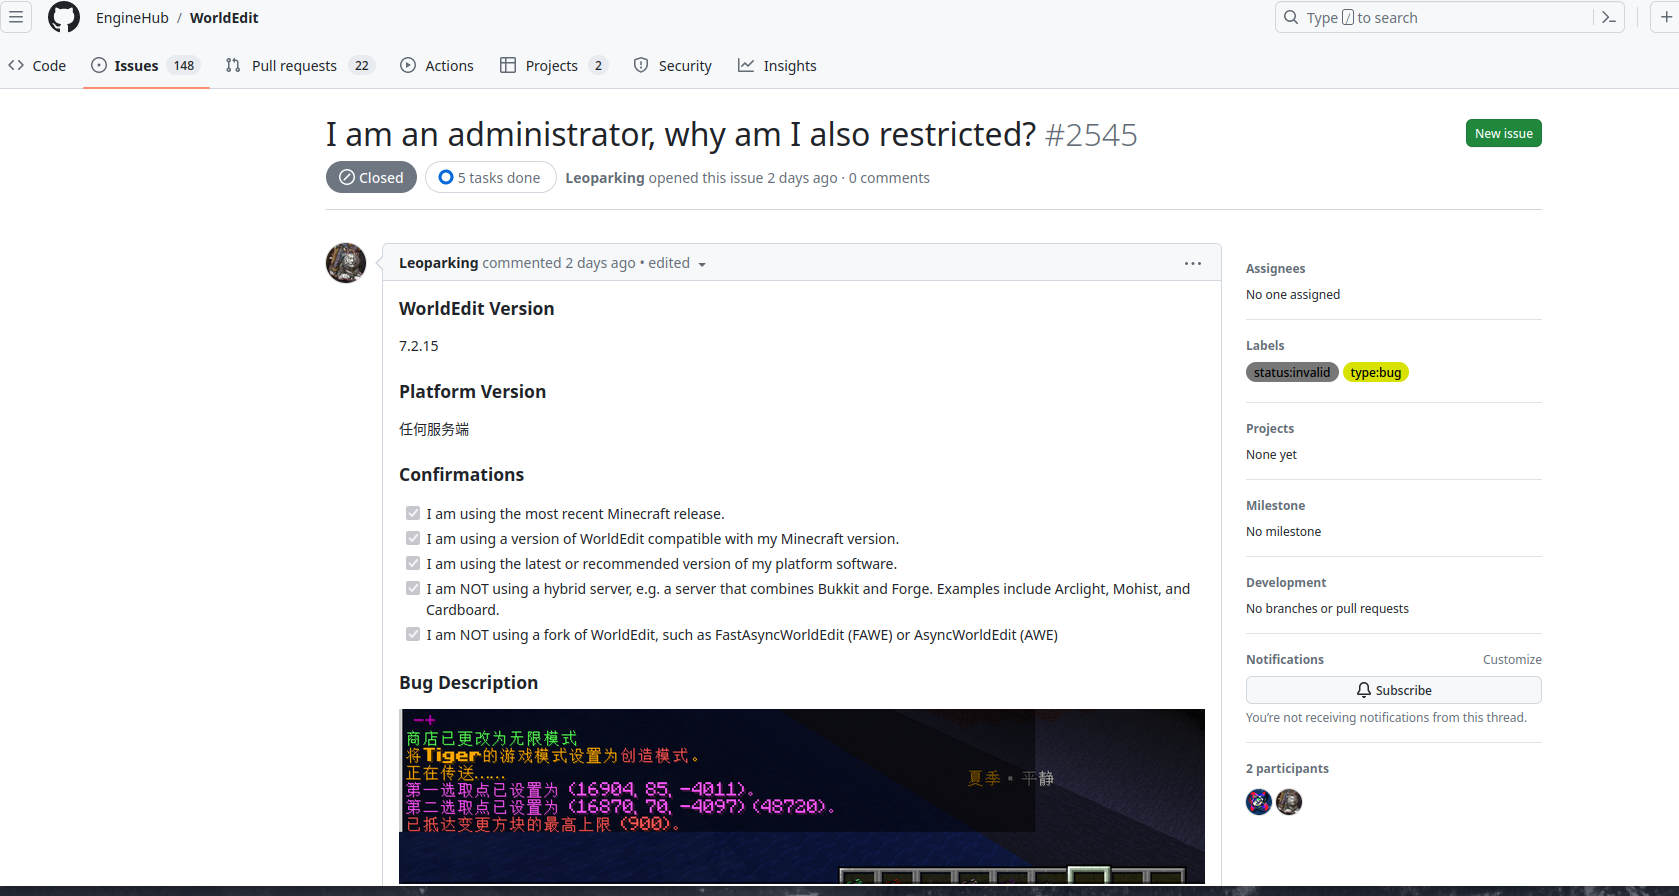 EngineHub / WorldEdit
Type / to search
Code
Issues 148
Pull requests 22
Actions
Projects 2
Security
Insights
I am an administrator, why am I also restricted? #2545
New issue
Closed
5 tasks done
Leoparking opened this issue 2 days ago · 0 comments
Leoparking commented 2 days ago • edited
WorldEdit Version
7.2.15
Platform Version
任何服务端
Confirmations
I am using the most recent Minecraft release.
I am using a version of WorldEdit compatible with my Minecraft version.
I am using the latest or recommended version of my platform software.
I am NOT using a hybrid server, e.g. a server that combines Bukkit and Forge. Examples include Arclight, Mohist, and
Cardboard.
I am NOT using a fork of WorldEdit, such as FastAsyncWorldEdit (FAWE) or AsyncWorldEdit (AWE)
Bug Description
-+
商店已更改为无限模式
将Tiger的游戏模式设置为创造模式。
正在传送……
第一选取点已设置为 (16904, 85, -4011)。
第二选取点已设置为 (16870, 70, -4097) (48720)。
已抵达变更方块的最高上限 (900)。
夏季 · 平静
Assignees
No one assigned
Labels
status:invalid
type:bug
Projects
None yet
Milestone
No milestone
Development
No branches or pull requests
Notifications
Customize
Subscribe
You're not receiving notifications from this thread.
2 participants